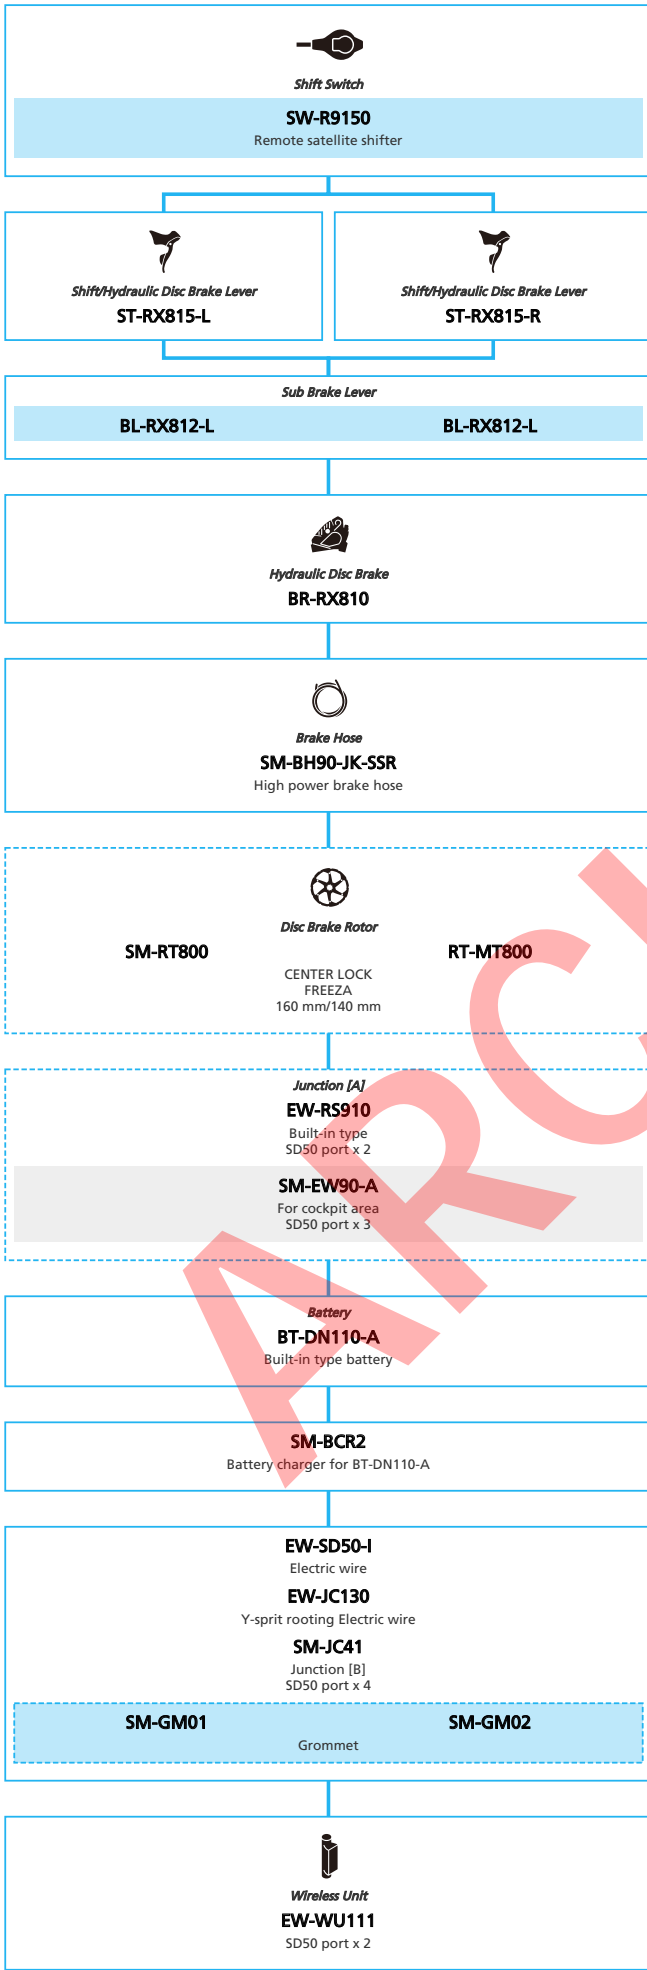 Shift Switch
SW-R9150
Remote satellite shifter
Shift/Hydraulic Disc Brake Lever
ST-RX815-L
Shift/Hydraulic Disc Brake Lever
ST-RX815-R
Sub Brake Lever
BL-RX812-L BL-RX812-L
Hydraulic Disc Brake
BR-RX810
Brake Hose
SM-BH90-JK-SSR
High power brake hose
Disc Brake Rotor
SM-RT800 RT-MT800
CENTER LOCK
FREEZA
160 mm/140 mm
Junction [A]
EW-RS910
Built-in type
SD50 port x 2
SM-EW90-A
For cockpit area
SD50 port x 3
Battery
BT-DN110-A
Built-in type battery
SM-BCR2
Battery charger for BT-DN110-A
EW-SD50-I
Electric wire
EW-JC130
Y-sprit rooting Electric wire
SM-JC41
Junction [B]
SD50 port x 4
SM-GM01 SM-GM02
Grommet
Wireless Unit
EW-WU111
SD50 port x 2